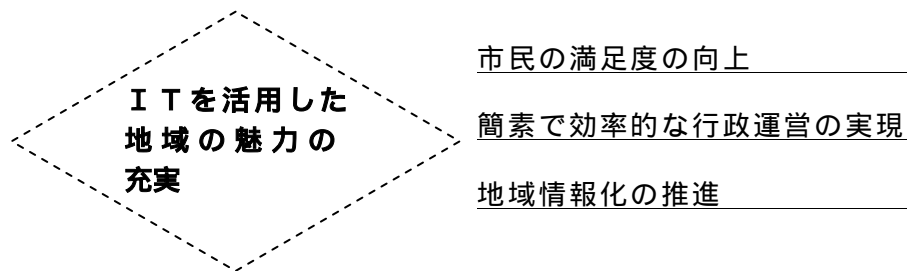 ＩＴを活用した
地域の魅力の
充実
市民の満足度の向上
簡素で効率的な行政運営の実現
地域情報化の推進